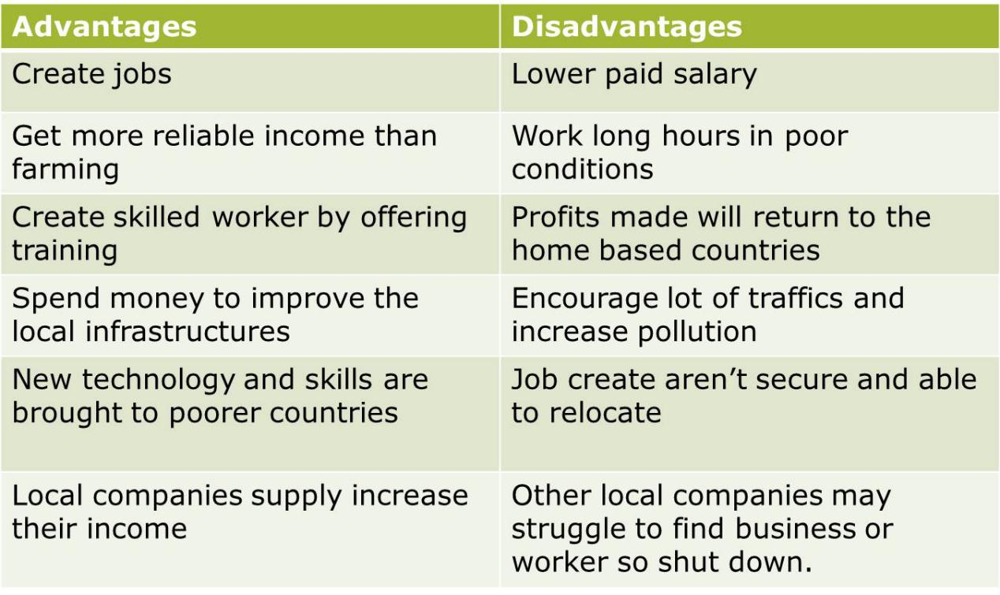 Advantages
Disadvantages
Create jobs
Lower paid salary
Get more reliable income than
farming
Work long hours in poor
conditions
Create skilled worker by offering
training
Profits made will return to the
home based countries
Spend money to improve the
local infrastructures
Encourage lot of traffics and
increase pollution
New technology and skills are
brought to poorer countries
Job create aren’t secure and able
to relocate
Local companies supply increase
their income
Other local companies may
struggle to find business or
worker so shut down.